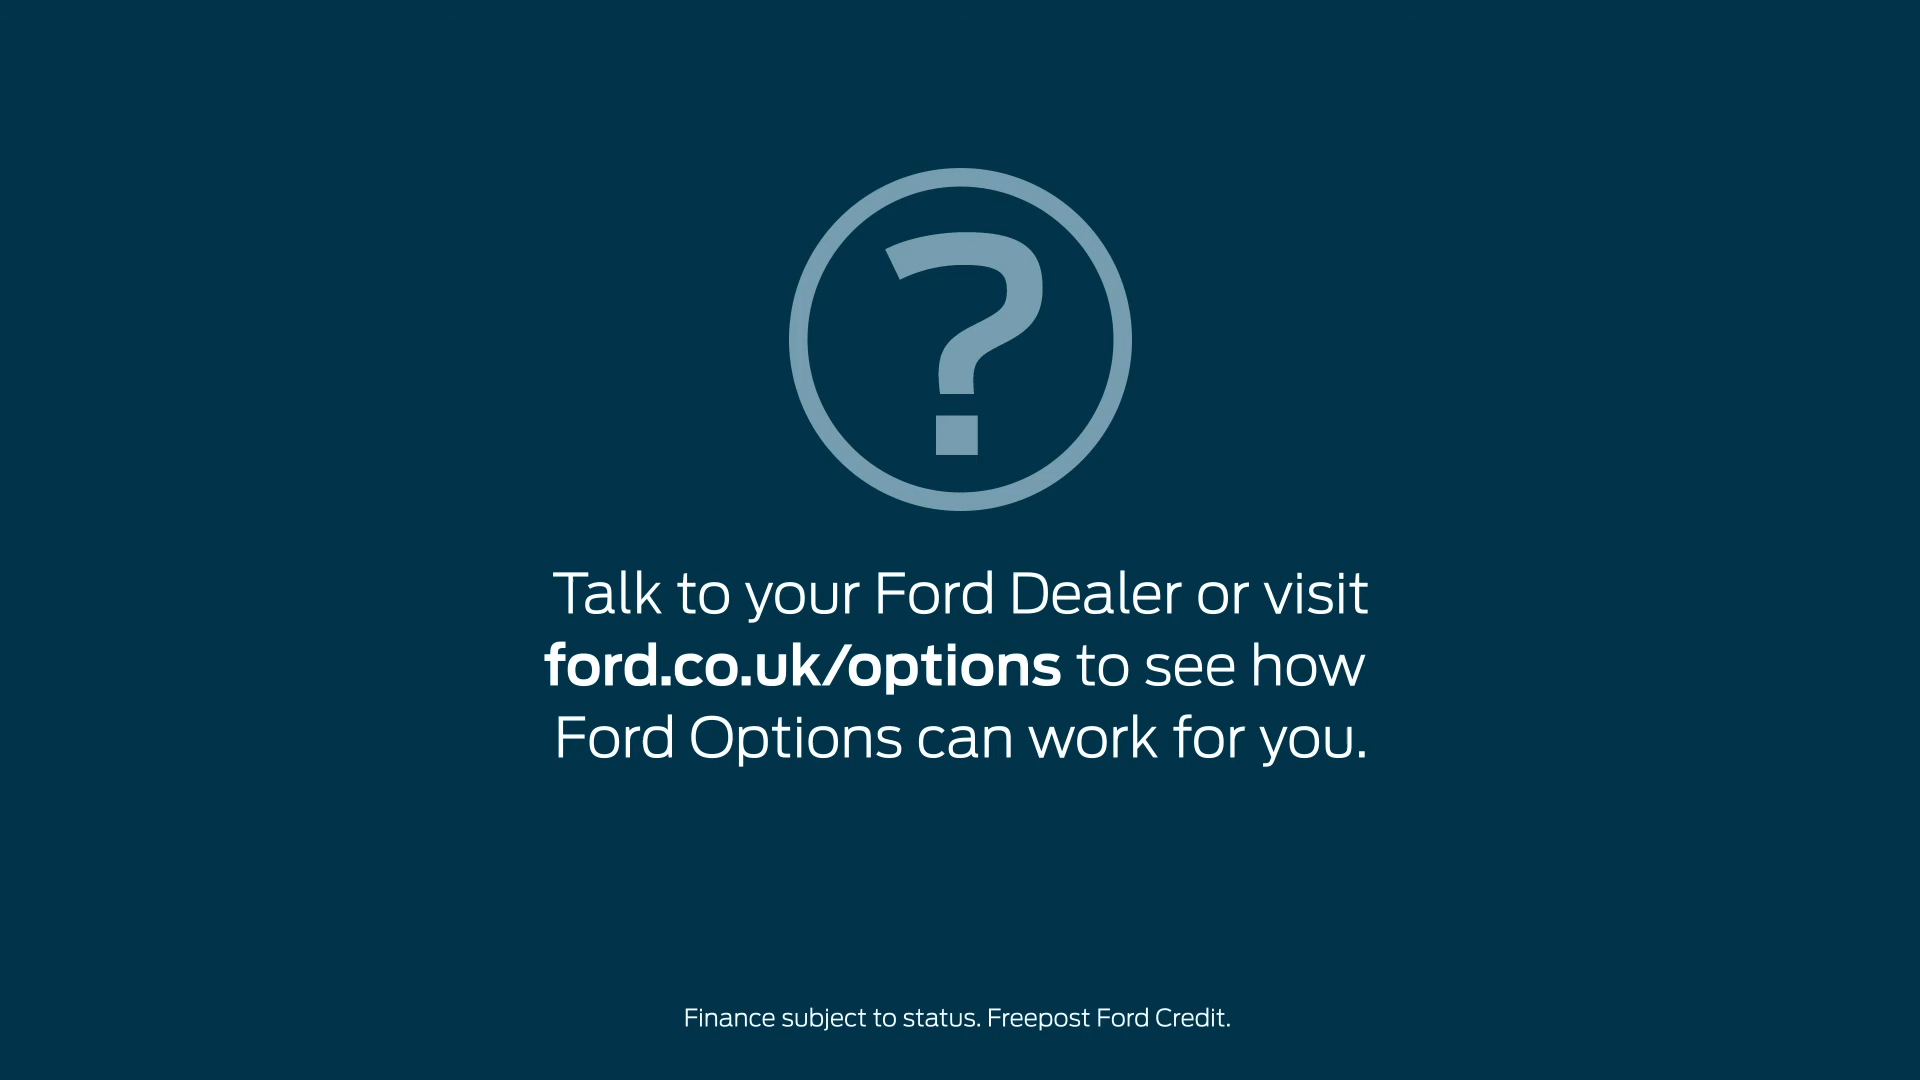 ?
Talk to your Ford Dealer or visit
ford.co.uk/options to see how
Ford Options can work for you.
Finance subject to status. Freepost Ford Credit.